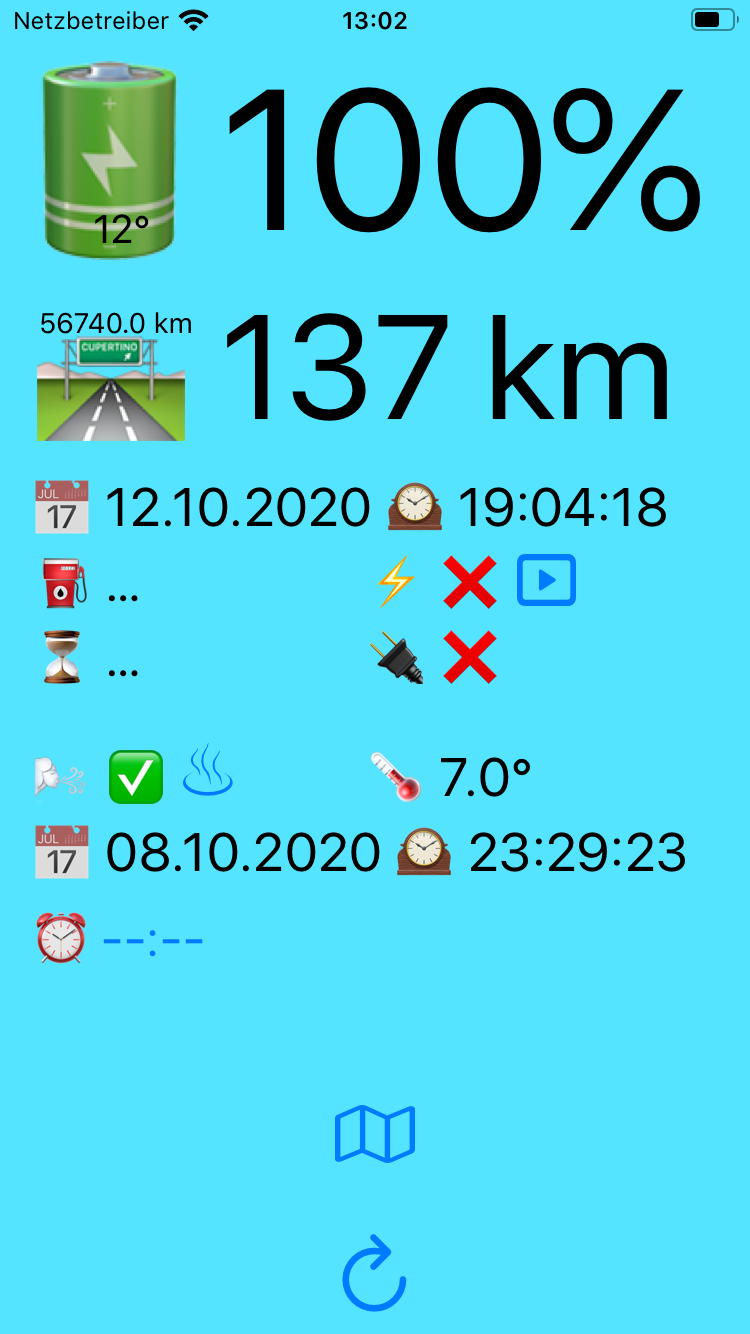 Netzbetreiber 13:02
100%
12°
56740.0 km
CUPERTINO
137 km
JUL 17 12.10.2020 19:04:18
...
...
7.0°
JUL 17 08.10.2020 23:29:23
--:--